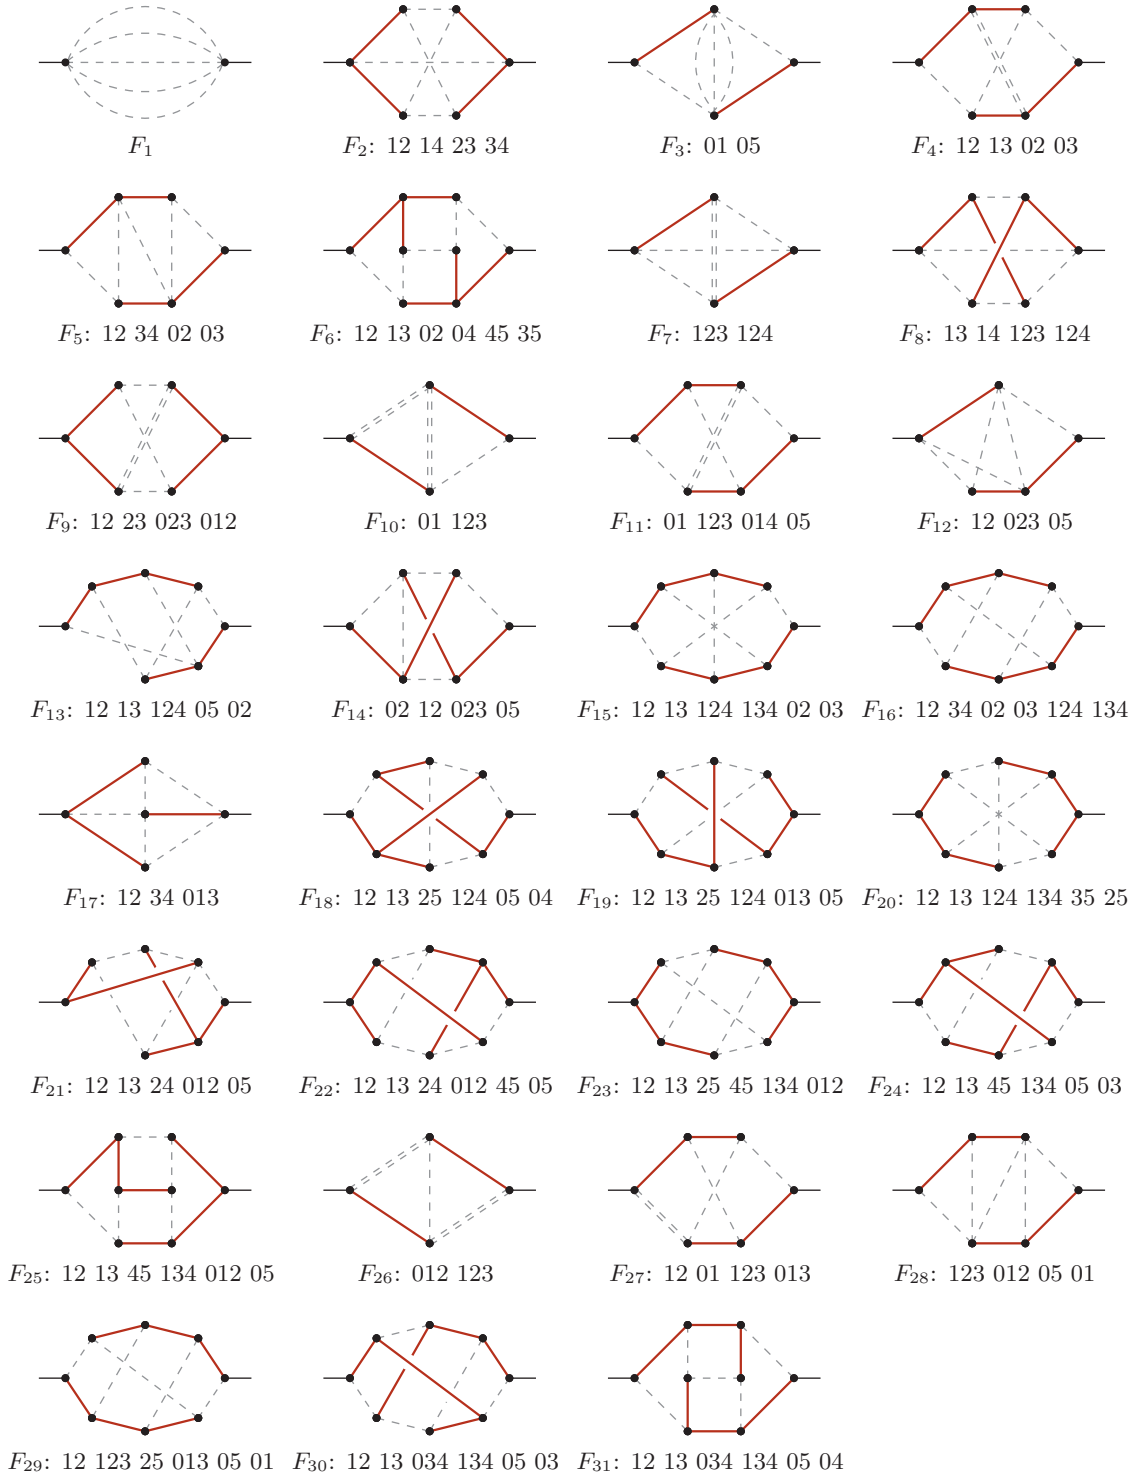 F₁ F₂: 12 14 23 34 F₃: 01 05 F₄: 12 13 02 03
F₅: 12 34 02 03 F₆: 12 13 02 04 45 35 F₇: 123 124 F₈: 13 14 123 124
F₉: 12 23 023 012 F₁₀: 01 123 F₁₁: 01 123 014 05 F₁₂: 12 023 05
F₁₃: 12 13 124 05 02 F₁₄: 02 12 023 05 F₁₅: 12 13 124 134 02 03 F₁₆: 12 34 02 03 124 134
F₁₇: 12 34 013 F₁₈: 12 13 25 124 05 04 F₁₉: 12 13 25 124 013 05 F₂₀: 12 13 124 134 35 25
F₂₁: 12 13 24 012 05 F₂₂: 12 13 24 012 45 05 F₂₃: 12 13 25 45 134 012 F₂₄: 12 13 45 134 05 03
F₂₅: 12 13 45 134 012 05 F₂₆: 012 123 F₂₇: 12 01 123 013 F₂₈: 123 012 05 01
F₂₉: 12 123 25 013 05 01 F₃₀: 12 13 034 134 05 03 F₃₁: 12 13 034 134 05 04